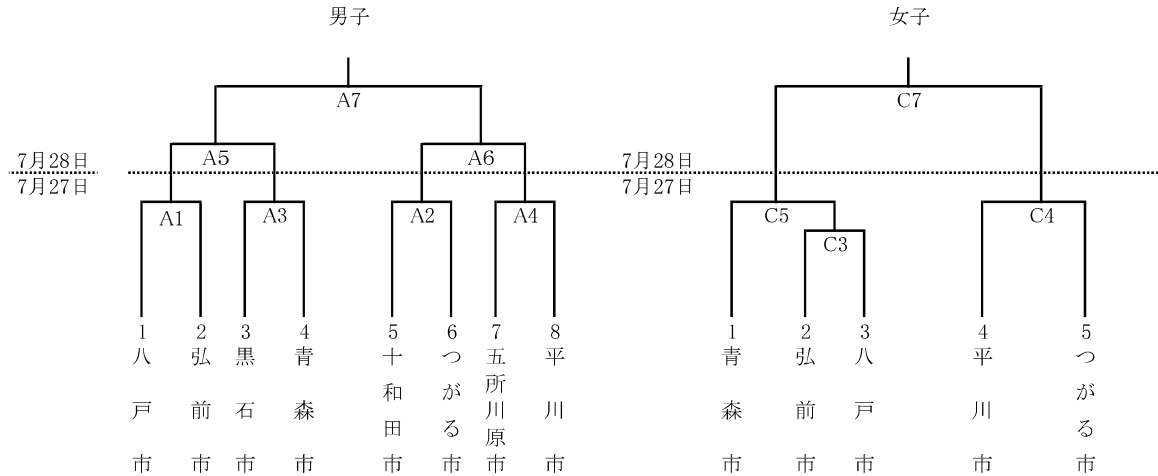 男子
女子
A7
C7
A5
A6
7月28日
7月28日
7月27日
7月27日
A1
A3
A2
A4
C5
C4
C3
1 八戸市
2 弘前市
3 黒石市
4 青森市
5 十和田市
6 つがる市
7 五所川原市
8 平川市
1 青森市
2 弘前市
3 八戸市
4 平川市
5 つがる市